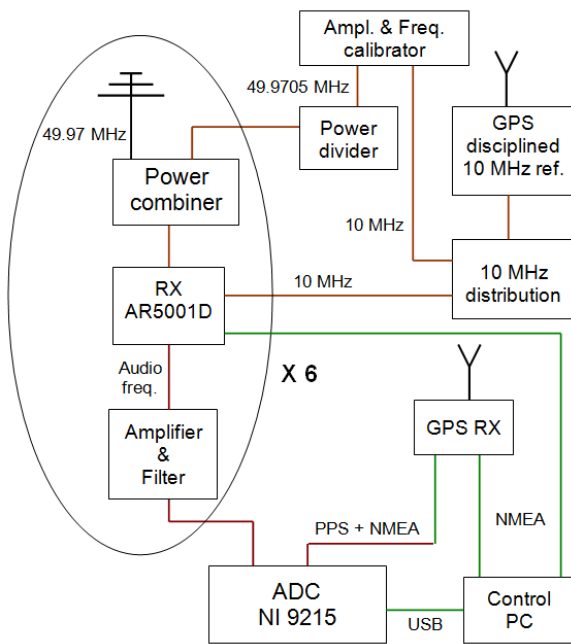 Ampl. & Freq.
calibrator
49.9705 MHz
49.97 MHz
Power
divider
GPS
disciplined
10 MHz ref.
Power
combiner
10 MHz
RX
AR5001D
10 MHz
10 MHz
distribution
Audio
freq.
X 6
Amplifier
&
Filter
GPS RX
PPS + NMEA
NMEA
ADC
NI 9215
USB
Control
PC